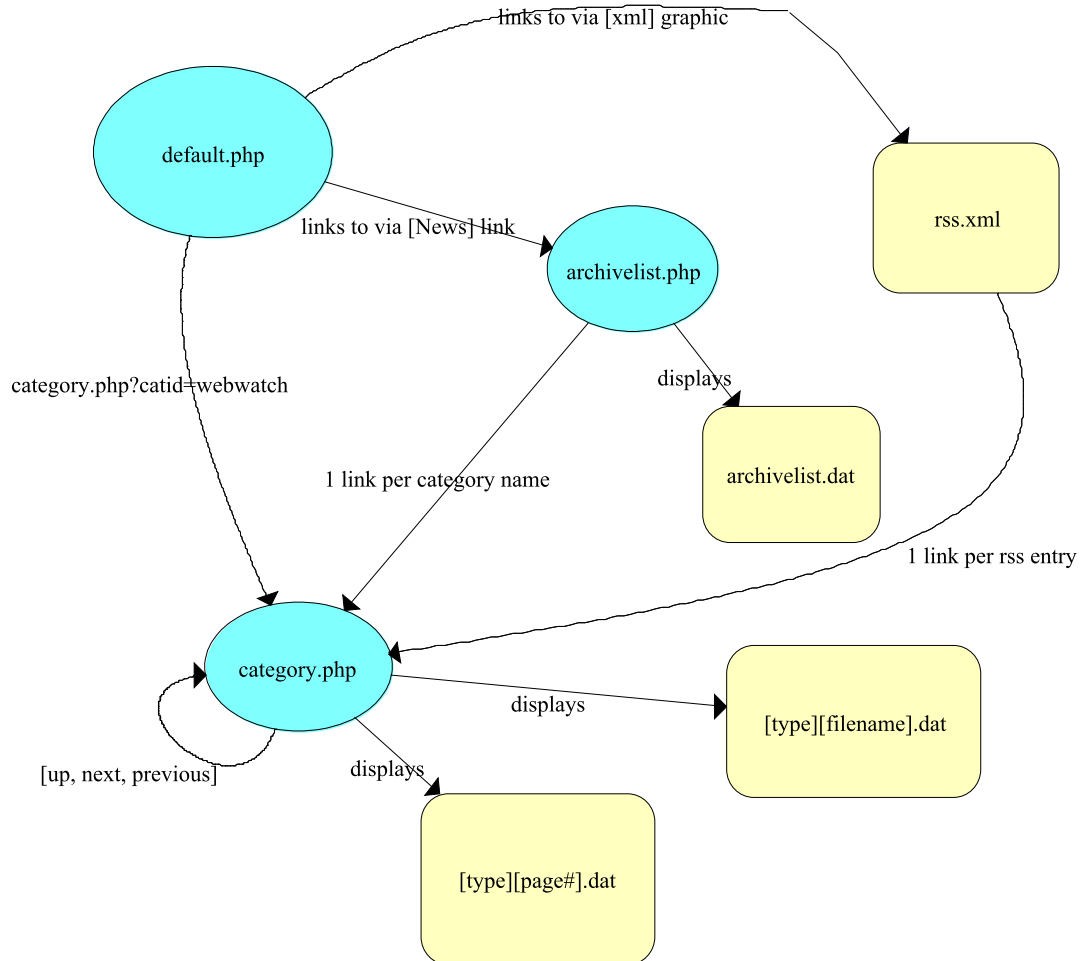 links to via [xml] graphic
default.php
rss.xml
links to via [News] link
archivelist.php
displays
category.php?catid=webwatch
archivelist.dat
1 link per category name
1 link per rss entry
category.php
displays
[type][filename].dat
[up, next, previous]
displays
[type][page#].dat